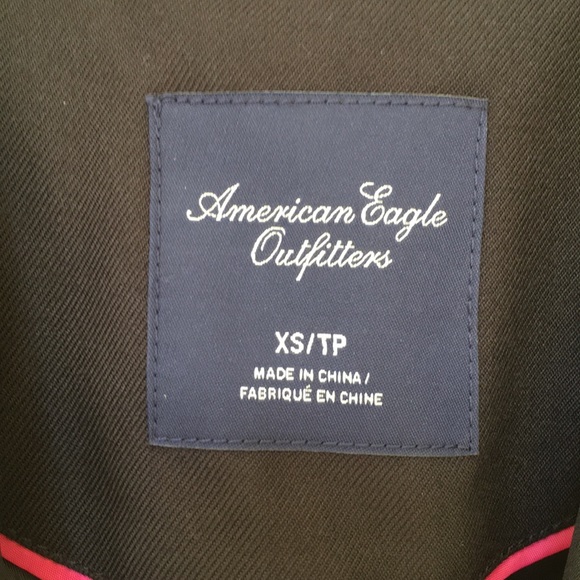 American Eagle
Outfitters
XS/TP
MADE IN CHINA/
FABRIQUÉ EN CHINE